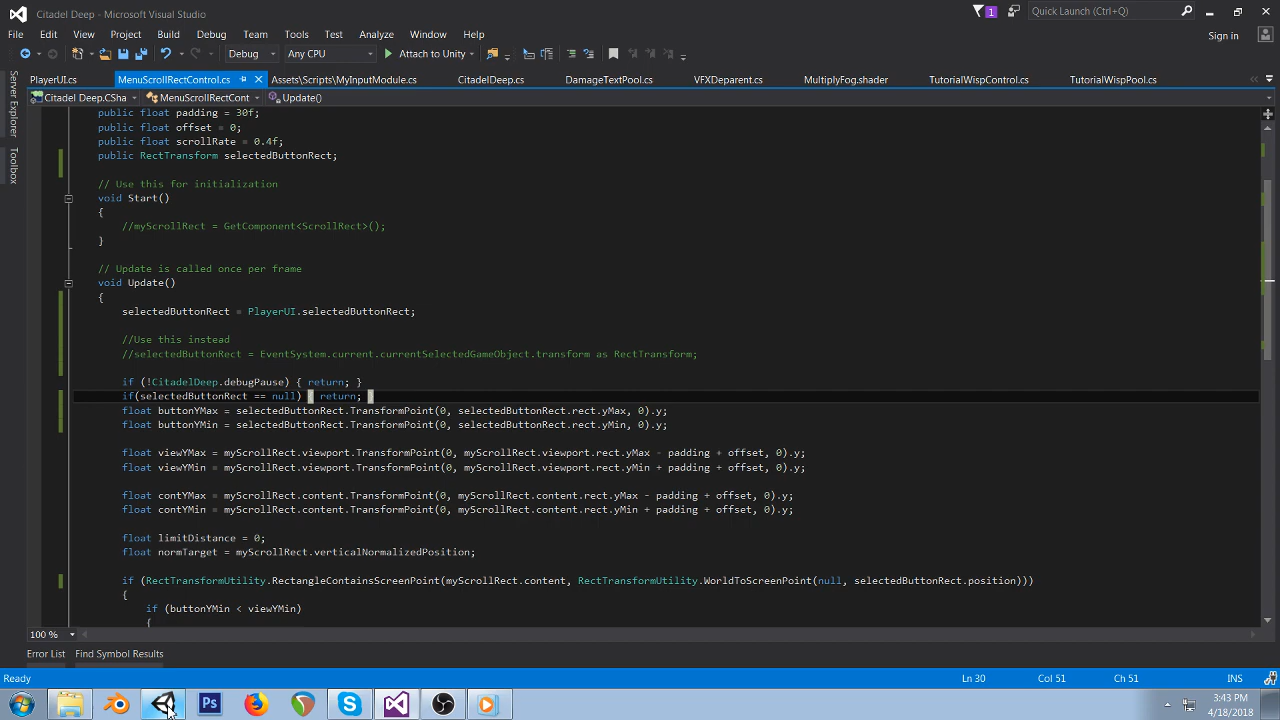 Citadel Deep - Microsoft Visual Studio
1
Quick Launch (Ctrl+Q)
File Edit View Project Build Debug Team Tools Test Analyze Window Help
Sign in
Debug Any CPU Attach to Unity
PlayerUI.cs MenuScrollRectControl.cs Assets\Scripts\MyInputModule.cs CitadelDeep.cs DamageTextPool.cs VFXDeparent.cs MultiplyFog.shader TutorialWispControl.cs TutorialWispPool.cs
Citadel Deep.CSha MenuScrollRectCont Update()
Server Explorer
Toolbox
public float padding = 30f;
public float offset = 0;
public float scrollRate = 0.4f;
public RectTransform selectedButtonRect;
// Use this for initialization
void Start()
{
//myScrollRect = GetComponent<ScrollRect>();
}
// Update is called once per frame
void Update()
{
selectedButtonRect = PlayerUI.selectedButtonRect;
//Use this instead
//selectedButtonRect = EventSystem.current.currentSelectedGameObject.transform as RectTransform;
if (!CitadelDeep.debugPause) { return; }
if(selectedButtonRect == null) { return; }
float buttonYMax = selectedButtonRect.TransformPoint(0, selectedButtonRect.rect.yMax, 0).y;
float buttonYMin = selectedButtonRect.TransformPoint(0, selectedButtonRect.rect.yMin, 0).y;
float viewYMax = myScrollRect.viewport.TransformPoint(0, myScrollRect.viewport.rect.yMax - padding + offset, 0).y;
float viewYMin = myScrollRect.viewport.TransformPoint(0, myScrollRect.viewport.rect.yMin + padding + offset, 0).y;
float contYMax = myScrollRect.content.TransformPoint(0, myScrollRect.content.rect.yMax - padding + offset, 0).y;
float contYMin = myScrollRect.content.TransformPoint(0, myScrollRect.content.rect.yMin + padding + offset, 0).y;
float limitDistance = 0;
float normTarget = myScrollRect.verticalNormalizedPosition;
if (RectTransformUtility.RectangleContainsScreenPoint(myScrollRect.content, RectTransformUtility.WorldToScreenPoint(null, selectedButtonRect.position)))
{
if (buttonYMin < viewYMin)
{
100 %
Error List Find Symbol Results
Ready Ln 30 Col 51 Ch 51 INS
Ps
3:43 PM
4/18/2018